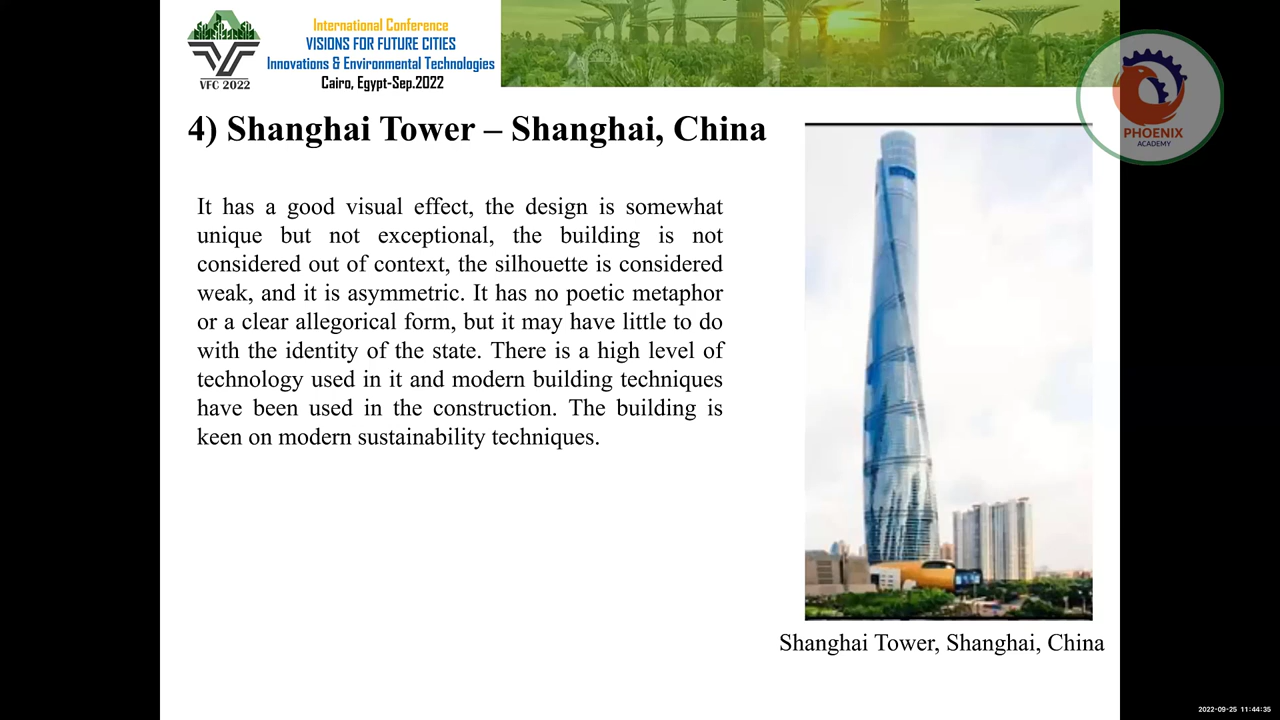 International Conference
VISIONS FOR FUTURE CITIES
Innovations & Environmental Technologies
Cairo, Egypt-Sep.2022
VFC 2022
PHOENIX
ACADEMY
4) Shanghai Tower – Shanghai, China
It has a good visual effect, the design is somewhat
unique but not exceptional, the building is not
considered out of context, the silhouette is considered
weak, and it is asymmetric. It has no poetic metaphor
or a clear allegorical form, but it may have little to do
with the identity of the state. There is a high level of
technology used in it and modern building techniques
have been used in the construction. The building is
keen on modern sustainability techniques.
Shanghai Tower, Shanghai, China
2022-09-25 11:44:35